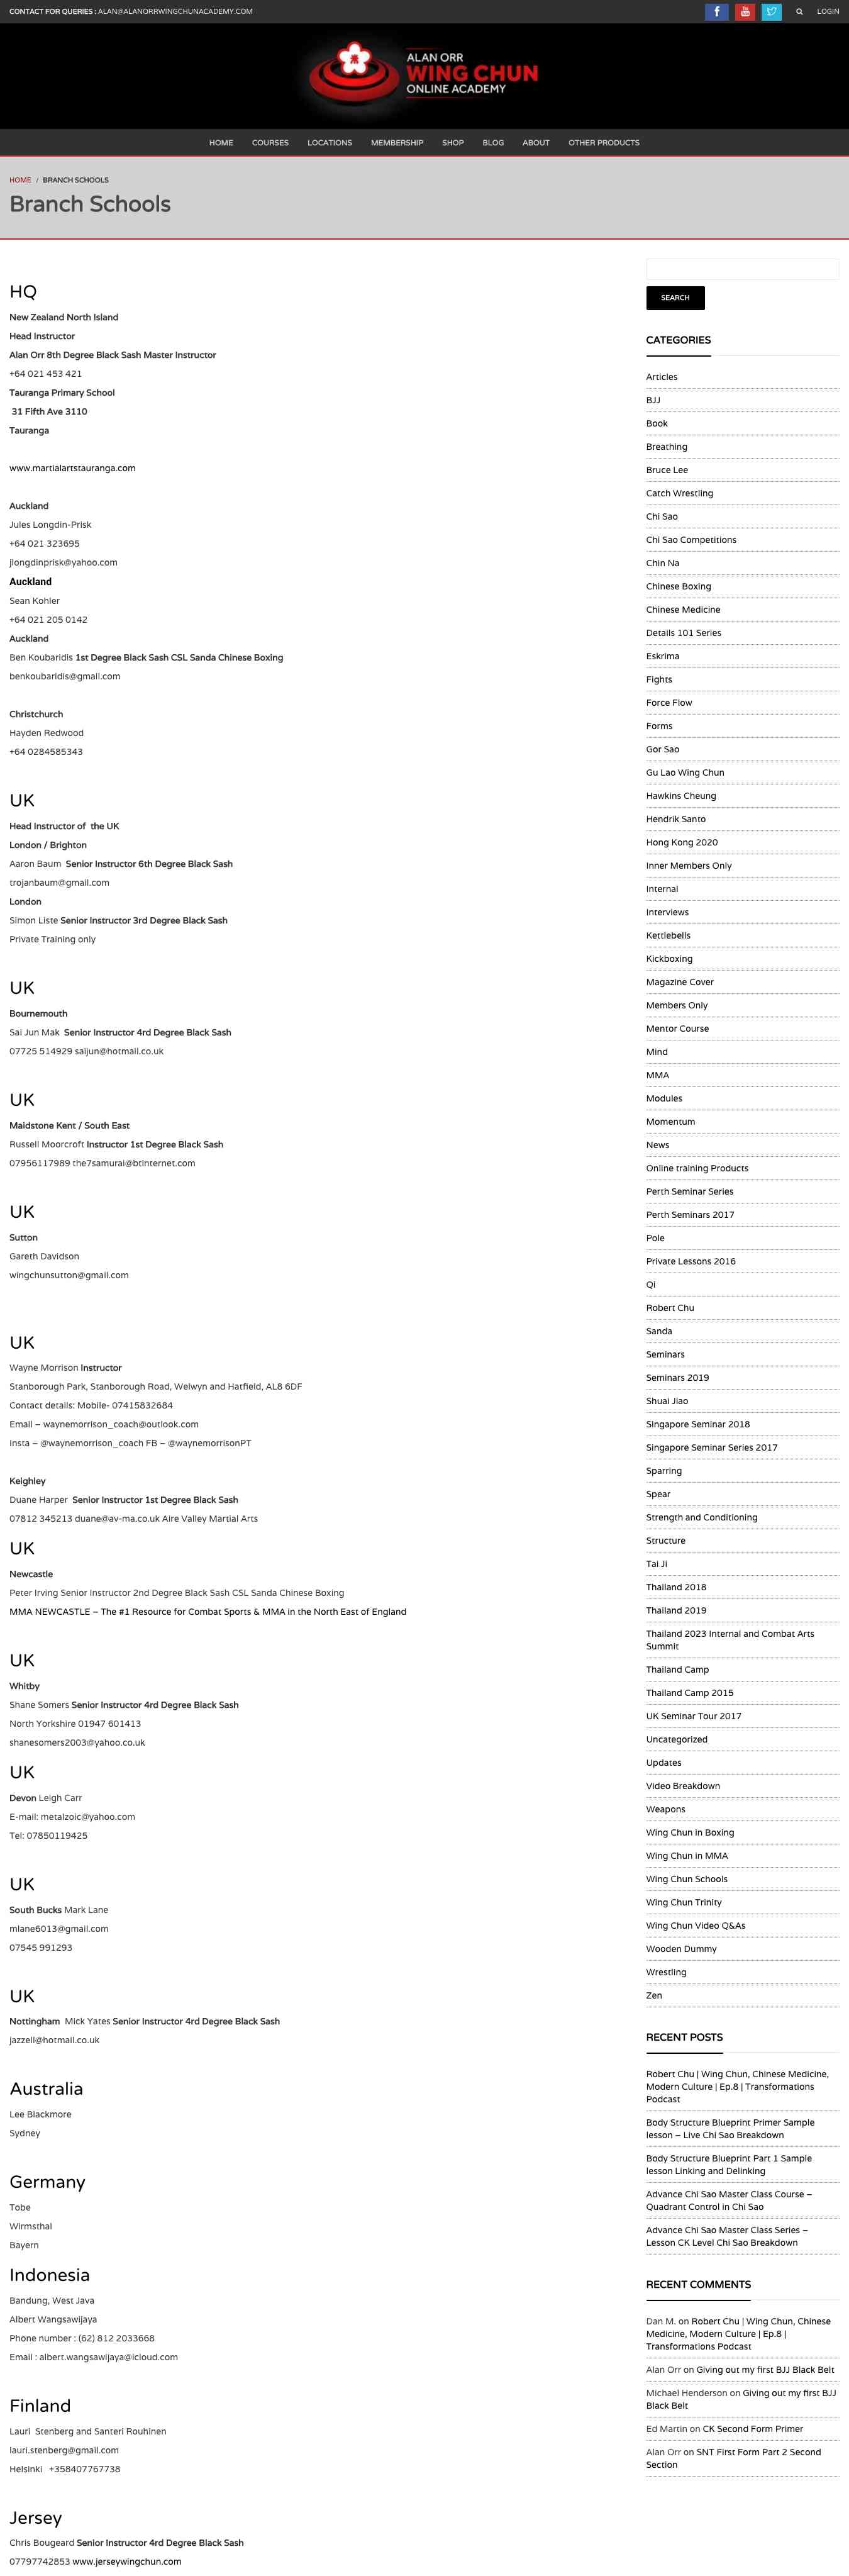 CONTACT FOR QUERIES : ALAN@ALANORRWINGCHUNACADEMY.COM
LOGIN
ALAN ORR
WING CHUN
ONLINE ACADEMY
HOME COURSES LOCATIONS MEMBERSHIP SHOP BLOG ABOUT OTHER PRODUCTS
HOME / BRANCH SCHOOLS
Branch Schools
HQ
New Zealand North Island
Head Instructor
Alan Orr 8th Degree Black Sash Master Instructor
+64 021 453 421
Tauranga Primary School
31 Fifth Ave 3110
Tauranga
www.martialartstauranga.com
Auckland
Jules Longdin-Prisk
+64 021 323695
jlongdinprisk@yahoo.com
Auckland
Sean Kohler
+64 021 205 0142
Auckland
Ben Koubaridis 1st Degree Black Sash CSL Sanda Chinese Boxing
benkoubaridis@gmail.com
Christchurch
Hayden Redwood
+64 0284585343
UK
Head Instructor of  the UK
London / Brighton
Aaron Baum  Senior Instructor 6th Degree Black Sash
trojanbaum@gmail.com
London
Simon Liste Senior Instructor 3rd Degree Black Sash
Private Training only
UK
Bournemouth
Sai Jun Mak  Senior Instructor 4rd Degree Black Sash
07725 514929 saijun@hotmail.co.uk
UK
Maidstone Kent / South East
Russell Moorcroft Instructor 1st Degree Black Sash
07956117989 the7samurai@btinternet.com
UK
Sutton
Gareth Davidson
wingchunsutton@gmail.com
UK
Wayne Morrison Instructor
Stanborough Park, Stanborough Road, Welwyn and Hatfield, AL8 6DF
Contact details: Mobile- 07415832684
Email – waynemorrison_coach@outlook.com
Insta – @waynemorrison_coach FB – @waynemorrisonPT
Keighley
Duane Harper  Senior Instructor 1st Degree Black Sash
07812 345213 duane@av-ma.co.uk Aire Valley Martial Arts
UK
Newcastle
Peter Irving Senior Instructor 2nd Degree Black Sash CSL Sanda Chinese Boxing
MMA NEWCASTLE – The #1 Resource for Combat Sports & MMA in the North East of England
UK
Whitby
Shane Somers Senior Instructor 4rd Degree Black Sash
North Yorkshire 01947 601413
shanesomers2003@yahoo.co.uk
UK
Devon Leigh Carr
E-mail: metalzoic@yahoo.com
Tel: 07850119425
UK
South Bucks Mark Lane
mlane6013@gmail.com
07545 991293
UK
Nottingham  Mick Yates Senior Instructor 4rd Degree Black Sash
jazzell@hotmail.co.uk
Australia
Lee Blackmore
Sydney
Germany
Tobe
Wirmsthal
Bayern
Indonesia
Bandung, West Java
Albert Wangsawijaya
Phone number : (62) 812 2033668
Email : albert.wangsawijaya@icloud.com
Finland
Lauri  Stenberg and Santeri Rouhinen
lauri.stenberg@gmail.com
Helsinki   +358407767738
Jersey
Chris Bougeard Senior Instructor 4rd Degree Black Sash
07797742853 www.jerseywingchun.com
SEARCH
CATEGORIES
Articles
BJJ
Book
Breathing
Bruce Lee
Catch Wrestling
Chi Sao
Chi Sao Competitions
Chin Na
Chinese Boxing
Chinese Medicine
Details 101 Series
Eskrima
Fights
Force Flow
Forms
Gor Sao
Gu Lao Wing Chun
Hawkins Cheung
Hendrik Santo
Hong Kong 2020
Inner Members Only
Internal
Interviews
Kettlebells
Kickboxing
Magazine Cover
Members Only
Mentor Course
Mind
MMA
Modules
Momentum
News
Online training Products
Perth Seminar Series
Perth Seminars 2017
Pole
Private Lessons 2016
Qi
Robert Chu
Sanda
Seminars
Seminars 2019
Shuai Jiao
Singapore Seminar 2018
Singapore Seminar Series 2017
Sparring
Spear
Strength and Conditioning
Structure
Tai Ji
Thailand 2018
Thailand 2019
Thailand 2023 Internal and Combat Arts
Summit
Thailand Camp
Thailand Camp 2015
UK Seminar Tour 2017
Uncategorized
Updates
Video Breakdown
Weapons
Wing Chun in Boxing
Wing Chun in MMA
Wing Chun Schools
Wing Chun Trinity
Wing Chun Video Q&As
Wooden Dummy
Wrestling
Zen
RECENT POSTS
Robert Chu | Wing Chun, Chinese Medicine,
Modern Culture | Ep.8 | Transformations
Podcast
Body Structure Blueprint Primer Sample
lesson – Live Chi Sao Breakdown
Body Structure Blueprint Part 1 Sample
lesson Linking and Delinking
Advance Chi Sao Master Class Course –
Quadrant Control in Chi Sao
Advance Chi Sao Master Class Series –
Lesson CK Level Chi Sao Breakdown
RECENT COMMENTS
Dan M. on Robert Chu | Wing Chun, Chinese
Medicine, Modern Culture | Ep.8 |
Transformations Podcast
Alan Orr on Giving out my first BJJ Black Belt
Michael Henderson on Giving out my first BJJ
Black Belt
Ed Martin on CK Second Form Primer
Alan Orr on SNT First Form Part 2 Second
Section